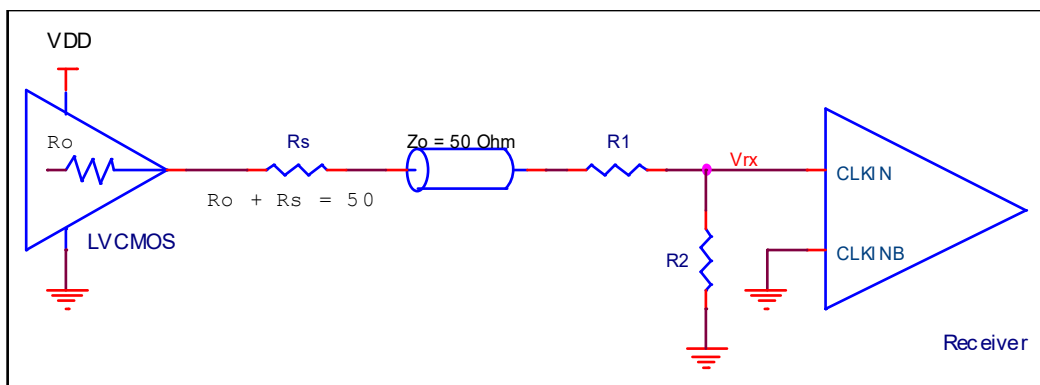 VDD
Ro
Rs
Zo = 50 Ohm
R1
Vrx
CLKIN
Ro + Rs = 50
LVCMOS
R2
CLKINB
Receiver